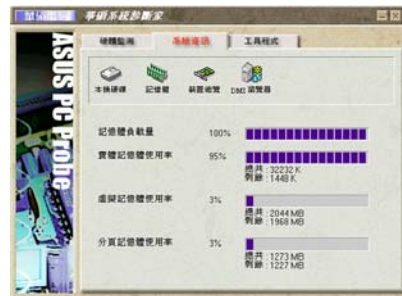 華碩系統診斷家
硬體監測 系統資訊 工具程式
本機硬碟 記憶體 裝置總覽 DMI 瀏覽器
ASUS PC Probe
記憶體負載量 100%
實體記憶體使用率 95%
總共 : 32232 K
剩餘 : 1448 K
虛擬記憶體使用率 3%
總共 : 2044 MB
剩餘 : 1968 MB
分頁記憶體使用率 3%
總共 : 1273 MB
剩餘 : 1227 MB